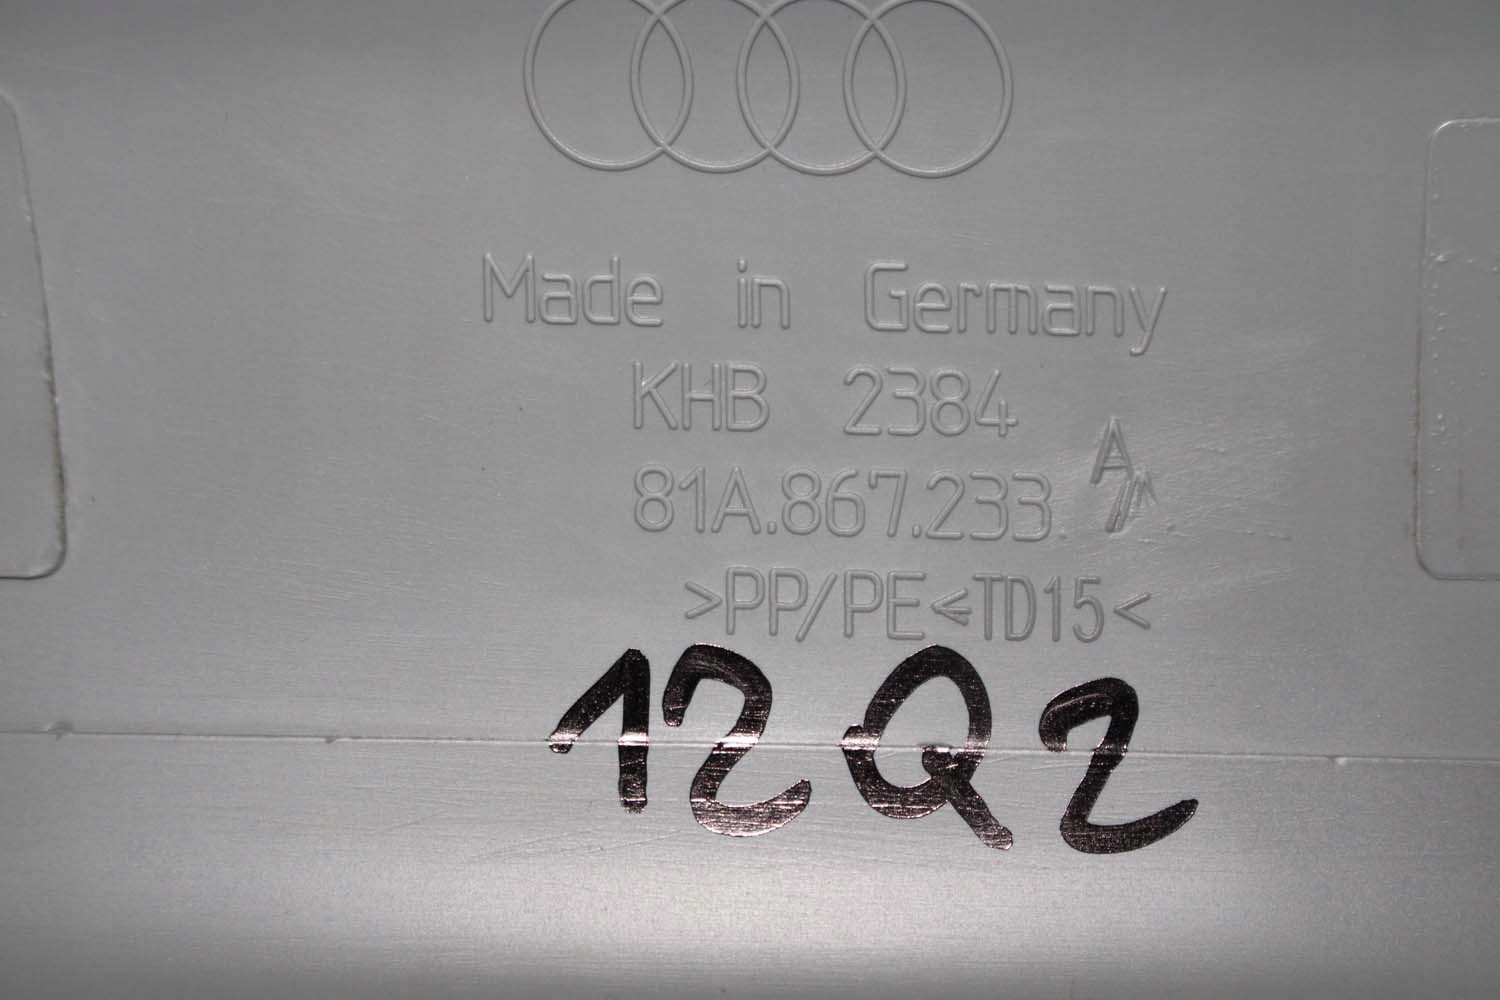 Made in Germany
KHB 2384
81A.867.233. A
>PP/PE<TD15<
12Q2